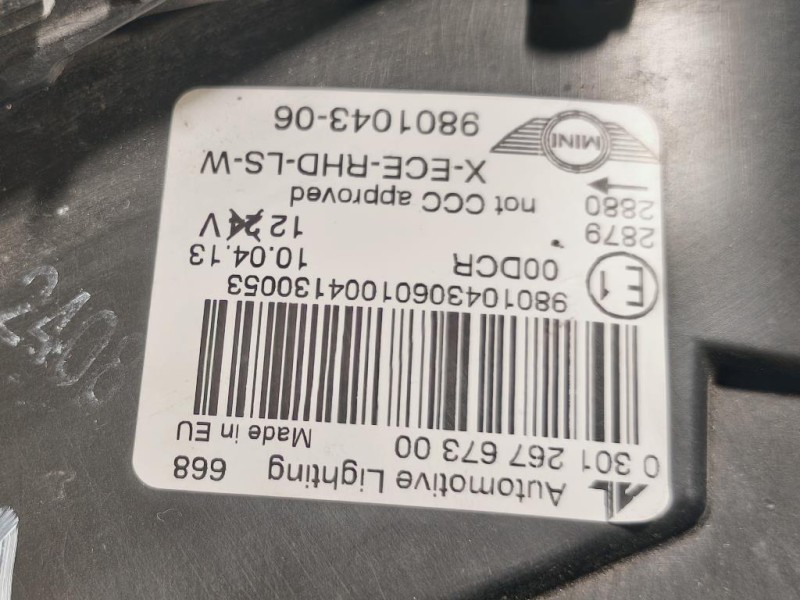 AL Automotive Lighting 668
0 301 267 673 00 Made in EU
98010430601004130053
E1 00DCR 10.04.13
2879 12 24 V
2880 not CCC approved
X-ECE-RHD-LS-W
MINI 9801043-06